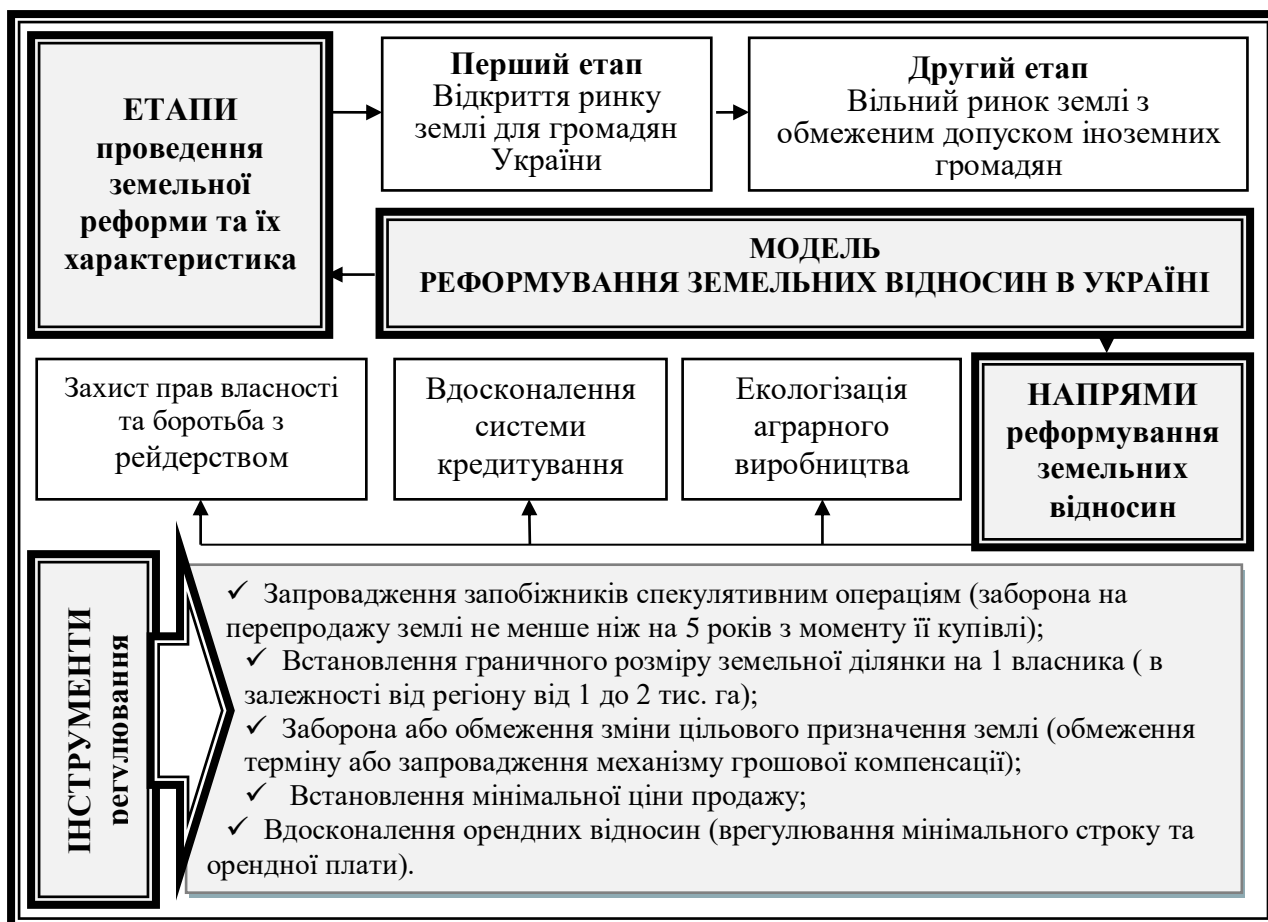 ЕТАПИ
проведення
земельної
реформи та їх
характеристика
Перший етап
Відкриття ринку
землі для громадян
України
Другий етап
Вільний ринок землі з
обмеженим допуском іноземних
громадян
МОДЕЛЬ
РЕФОРМУВАННЯ ЗЕМЕЛЬНИХ ВІДНОСИН В УКРАЇНІ
Захист прав власності
та боротьба з
рейдерством
Вдосконалення
системи
кредитування
Екологізація
аграрного
виробництва
НАПРЯМИ
реформування
земельних
відносин
ІНСТРУМЕНТИ
регулювання
✓ Запровадження запобіжників спекулятивним операціям (заборона на
перепродажу землі не менше ніж на 5 років з моменту її купівлі);
✓ Встановлення граничного розміру земельної ділянки на 1 власника ( в
залежності від регіону від 1 до 2 тис. га);
✓ Заборона або обмеження зміни цільового призначення землі (обмеження
терміну або запровадження механізму грошової компенсації);
✓ Встановлення мінімальної ціни продажу;
✓ Вдосконалення орендних відносин (врегулювання мінімального строку та
орендної плати).